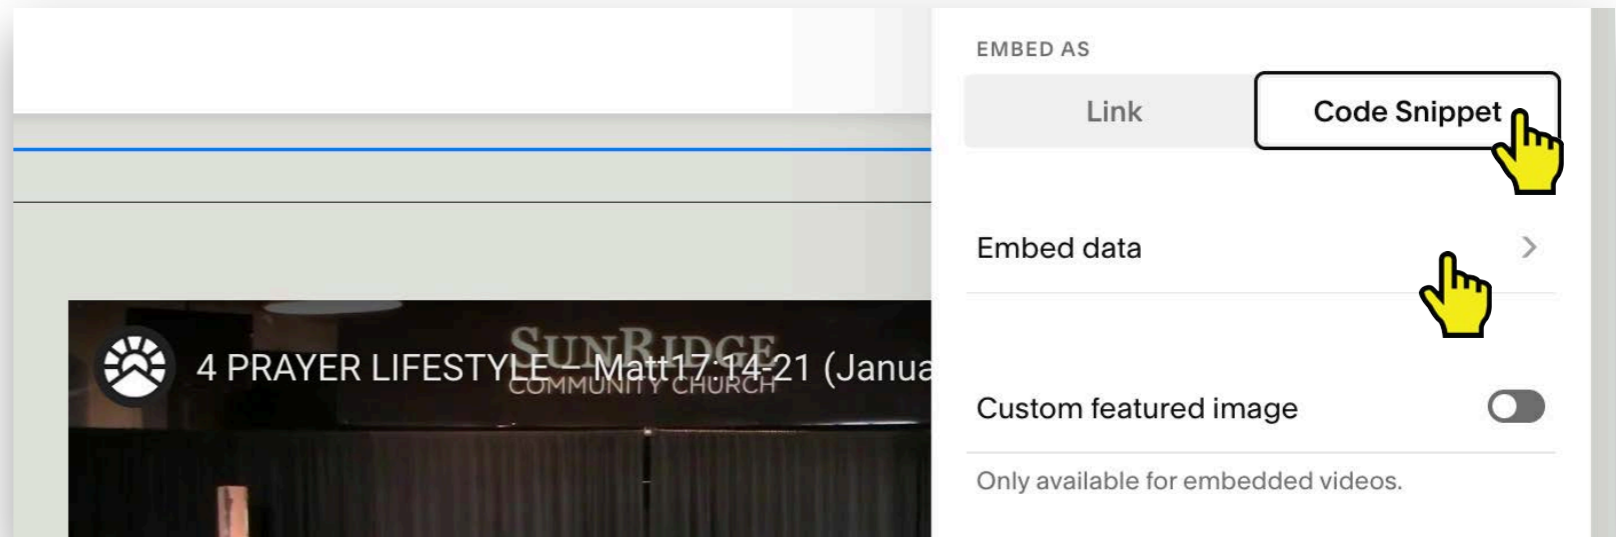 EMBED AS
Link
Code Snippet
Embed data
SUNRIDGE
4 PRAYER LIFESTYLE – Matt17:14-21 (Janua
COMMUNITY CHURCH
Custom featured image
Only available for embedded videos.